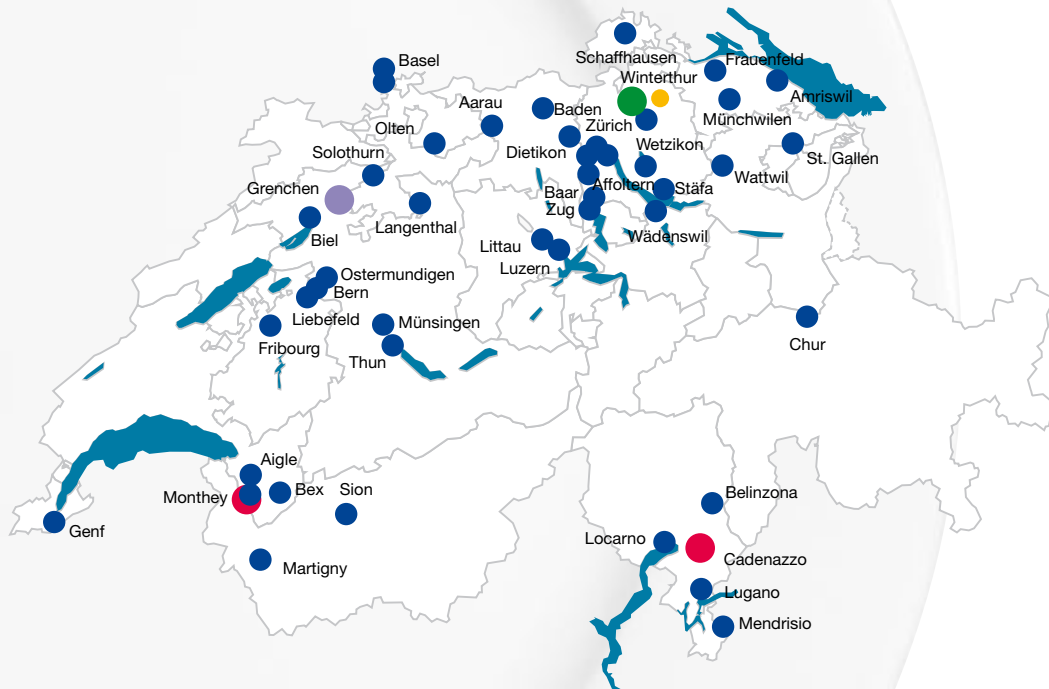 Schaffhausen
Basel
Frauenfeld
Winterthur
Amriswil
Aarau
Baden
Münchwilen
Olten
Zürich
Wetzikon
Solothurn
Dietikon
St. Gallen
Wattwil
Grenchen
Affoltern
Stäfa
Baar
Zug
Langenthal
Biel
Wädenswil
Littau
Luzern
Ostermundigen
Bern
Liebefeld
Münsingen
Fribourg
Thun
Chur
Aigle
Monthey
Bex
Sion
Belinzona
Genf
Locarno
Cadenazzo
Martigny
Lugano
Mendrisio